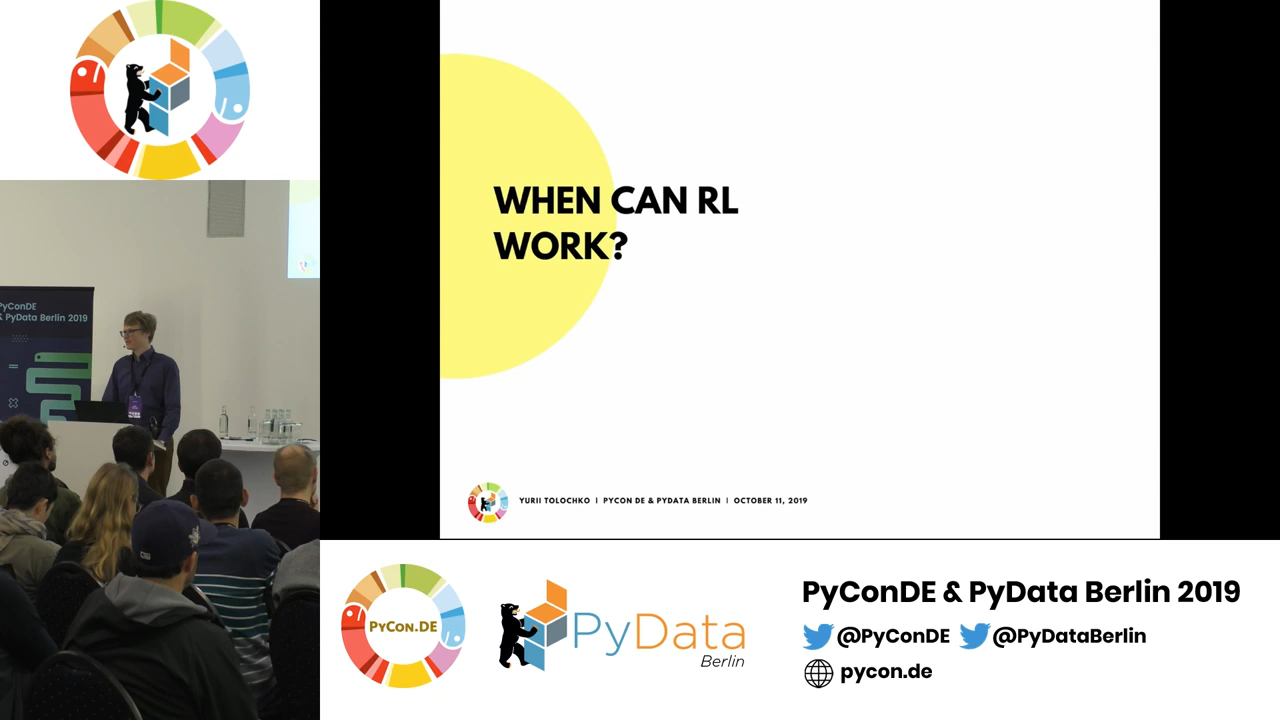 WHEN CAN RL
WORK?
YURII TOLOCHKO | PYCON DE & PYDATA BERLIN | OCTOBER 11, 2019
PyConDE
& PyData Berlin 2019
PYCON.DE
PyData
Berlin
PyConDE & PyData Berlin 2019
@PyConDE @PyDataBerlin
pycon.de